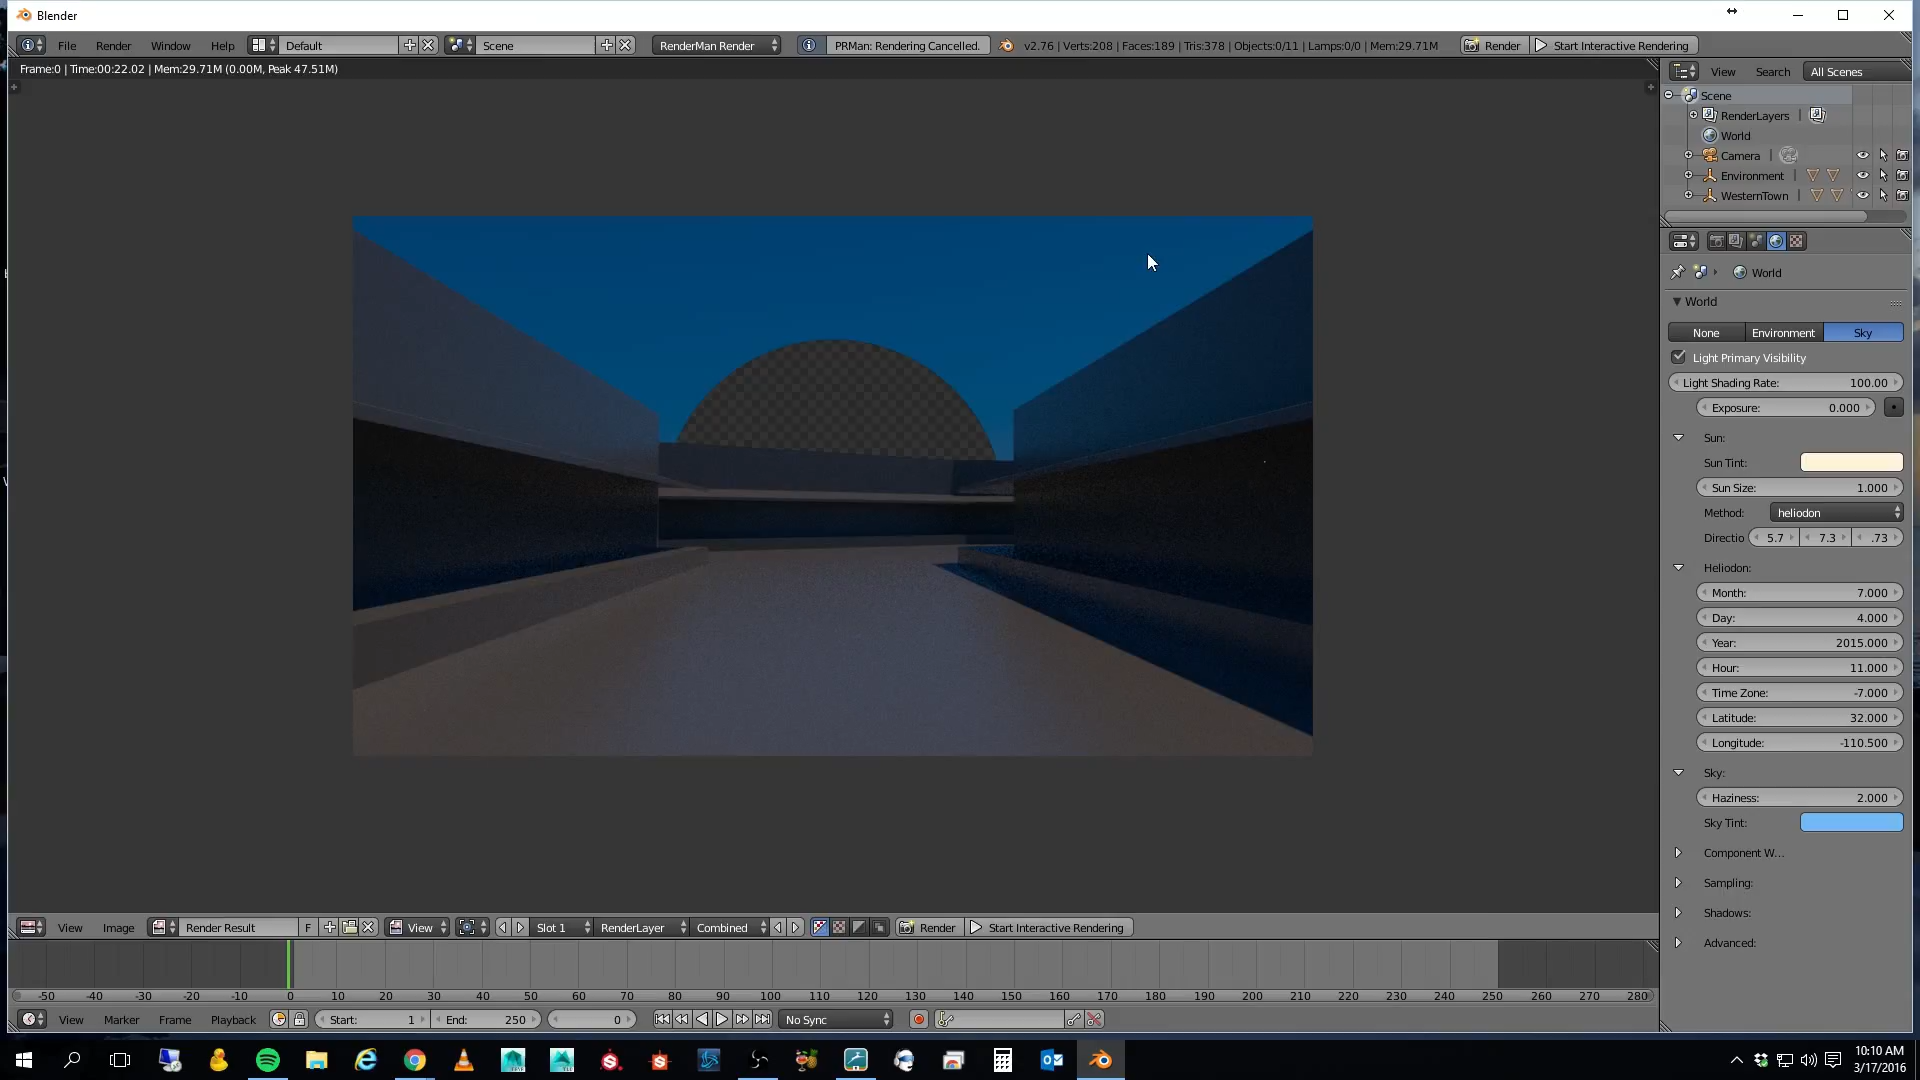 Blender
File Render Window Help Default Scene RenderMan Render PRMan: Rendering Cancelled. v2.76 | Verts:208 | Faces:189 | Tris:378 | Objects:0/11 | Lamps:0/0 | Mem:29.71M Render Start Interactive Rendering
Frame:0 | Time:00:22.02 | Mem:29.71M (0.00M, Peak 47.51M)
View Search All Scenes
Scene
RenderLayers
World
Camera
Environment
WesternTown
World
World
None Environment Sky
Light Primary Visibility
Light Shading Rate: 100.00
Exposure: 0.000
Sun:
Sun Tint:
Sun Size: 1.000
Method: heliodon
Directio 5.7 7.3 .73
Heliodon:
Month: 7.000
Day: 4.000
Year: 2015.000
Hour: 11.000
Time Zone: -7.000
Latitude: 32.000
Longitude: -110.500
Sky:
Haziness: 2.000
Sky Tint:
Component W...
Sampling:
Shadows:
Advanced:
View Image Render Result F View Slot 1 RenderLayer Combined Render Start Interactive Rendering
-50 -40 -30 -20 -10 0 10 20 30 40 50 60 70 80 90 100 110 120 130 140 150 160 170 180 190 200 210 220 230 240 250 260 270 280
View Marker Frame Playback Start: 1 End: 250 0 No Sync
10:10 AM
3/17/2016